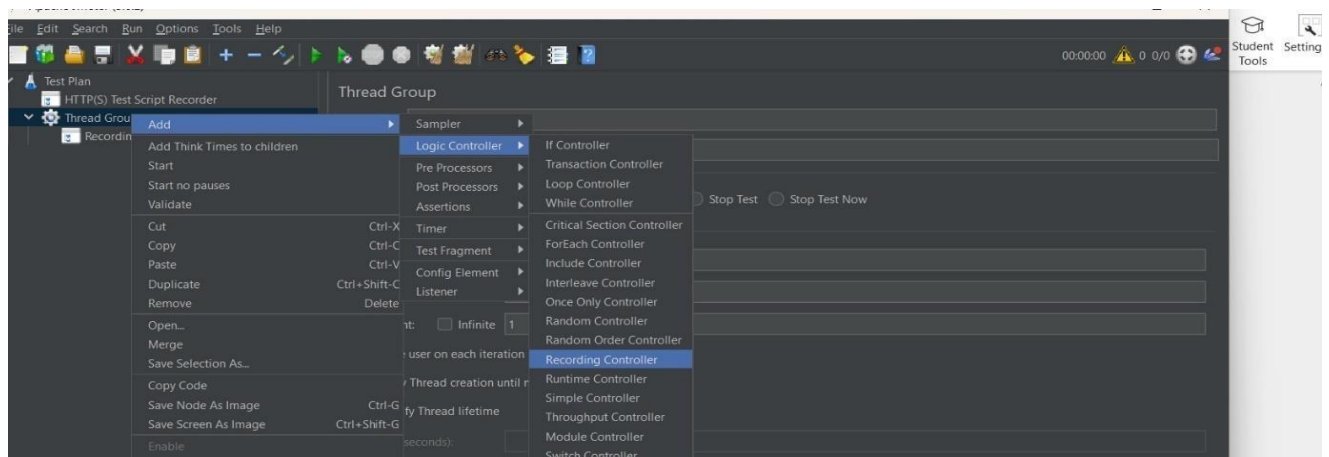 File Edit Search Run Options Tools Help
00:00:00 0 0/0
Student Tools
Setting
Test Plan
HTTP(S) Test Script Recorder
Thread Grou
Recordin
Thread Group
Add
Add Think Times to children
Start
Start no pauses
Validate
Cut Ctrl-X
Copy Ctrl-C
Paste Ctrl-V
Duplicate Ctrl+Shift-C
Remove Delete
Open...
Merge
Save Selection As...
Copy Code
Save Node As Image Ctrl-G
Save Screen As Image Ctrl+Shift-G
Enable
Sampler
Logic Controller
Pre Processors
Post Processors
Assertions
Timer
Test Fragment
Config Element
Listener
If Controller
Transaction Controller
Loop Controller
While Controller
Critical Section Controller
ForEach Controller
Include Controller
Interleave Controller
Once Only Controller
Random Controller
Random Order Controller
Recording Controller
Runtime Controller
Simple Controller
Throughput Controller
Module Controller
Switch Controller
Stop Test Stop Test Now
nt: Infinite 1
user on each iteration
Thread creation until
fy Thread lifetime
seconds):